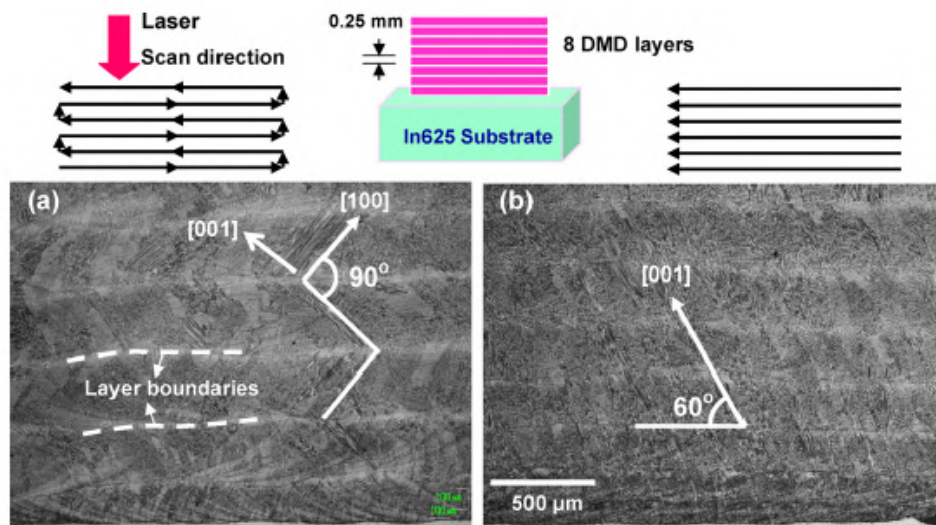 Laser
Scan direction
0.25 mm
8 DMD layers
In625 Substrate
(a)
[100]
[001]
90°
Layer boundaries
(b)
[001]
60°
500 µm